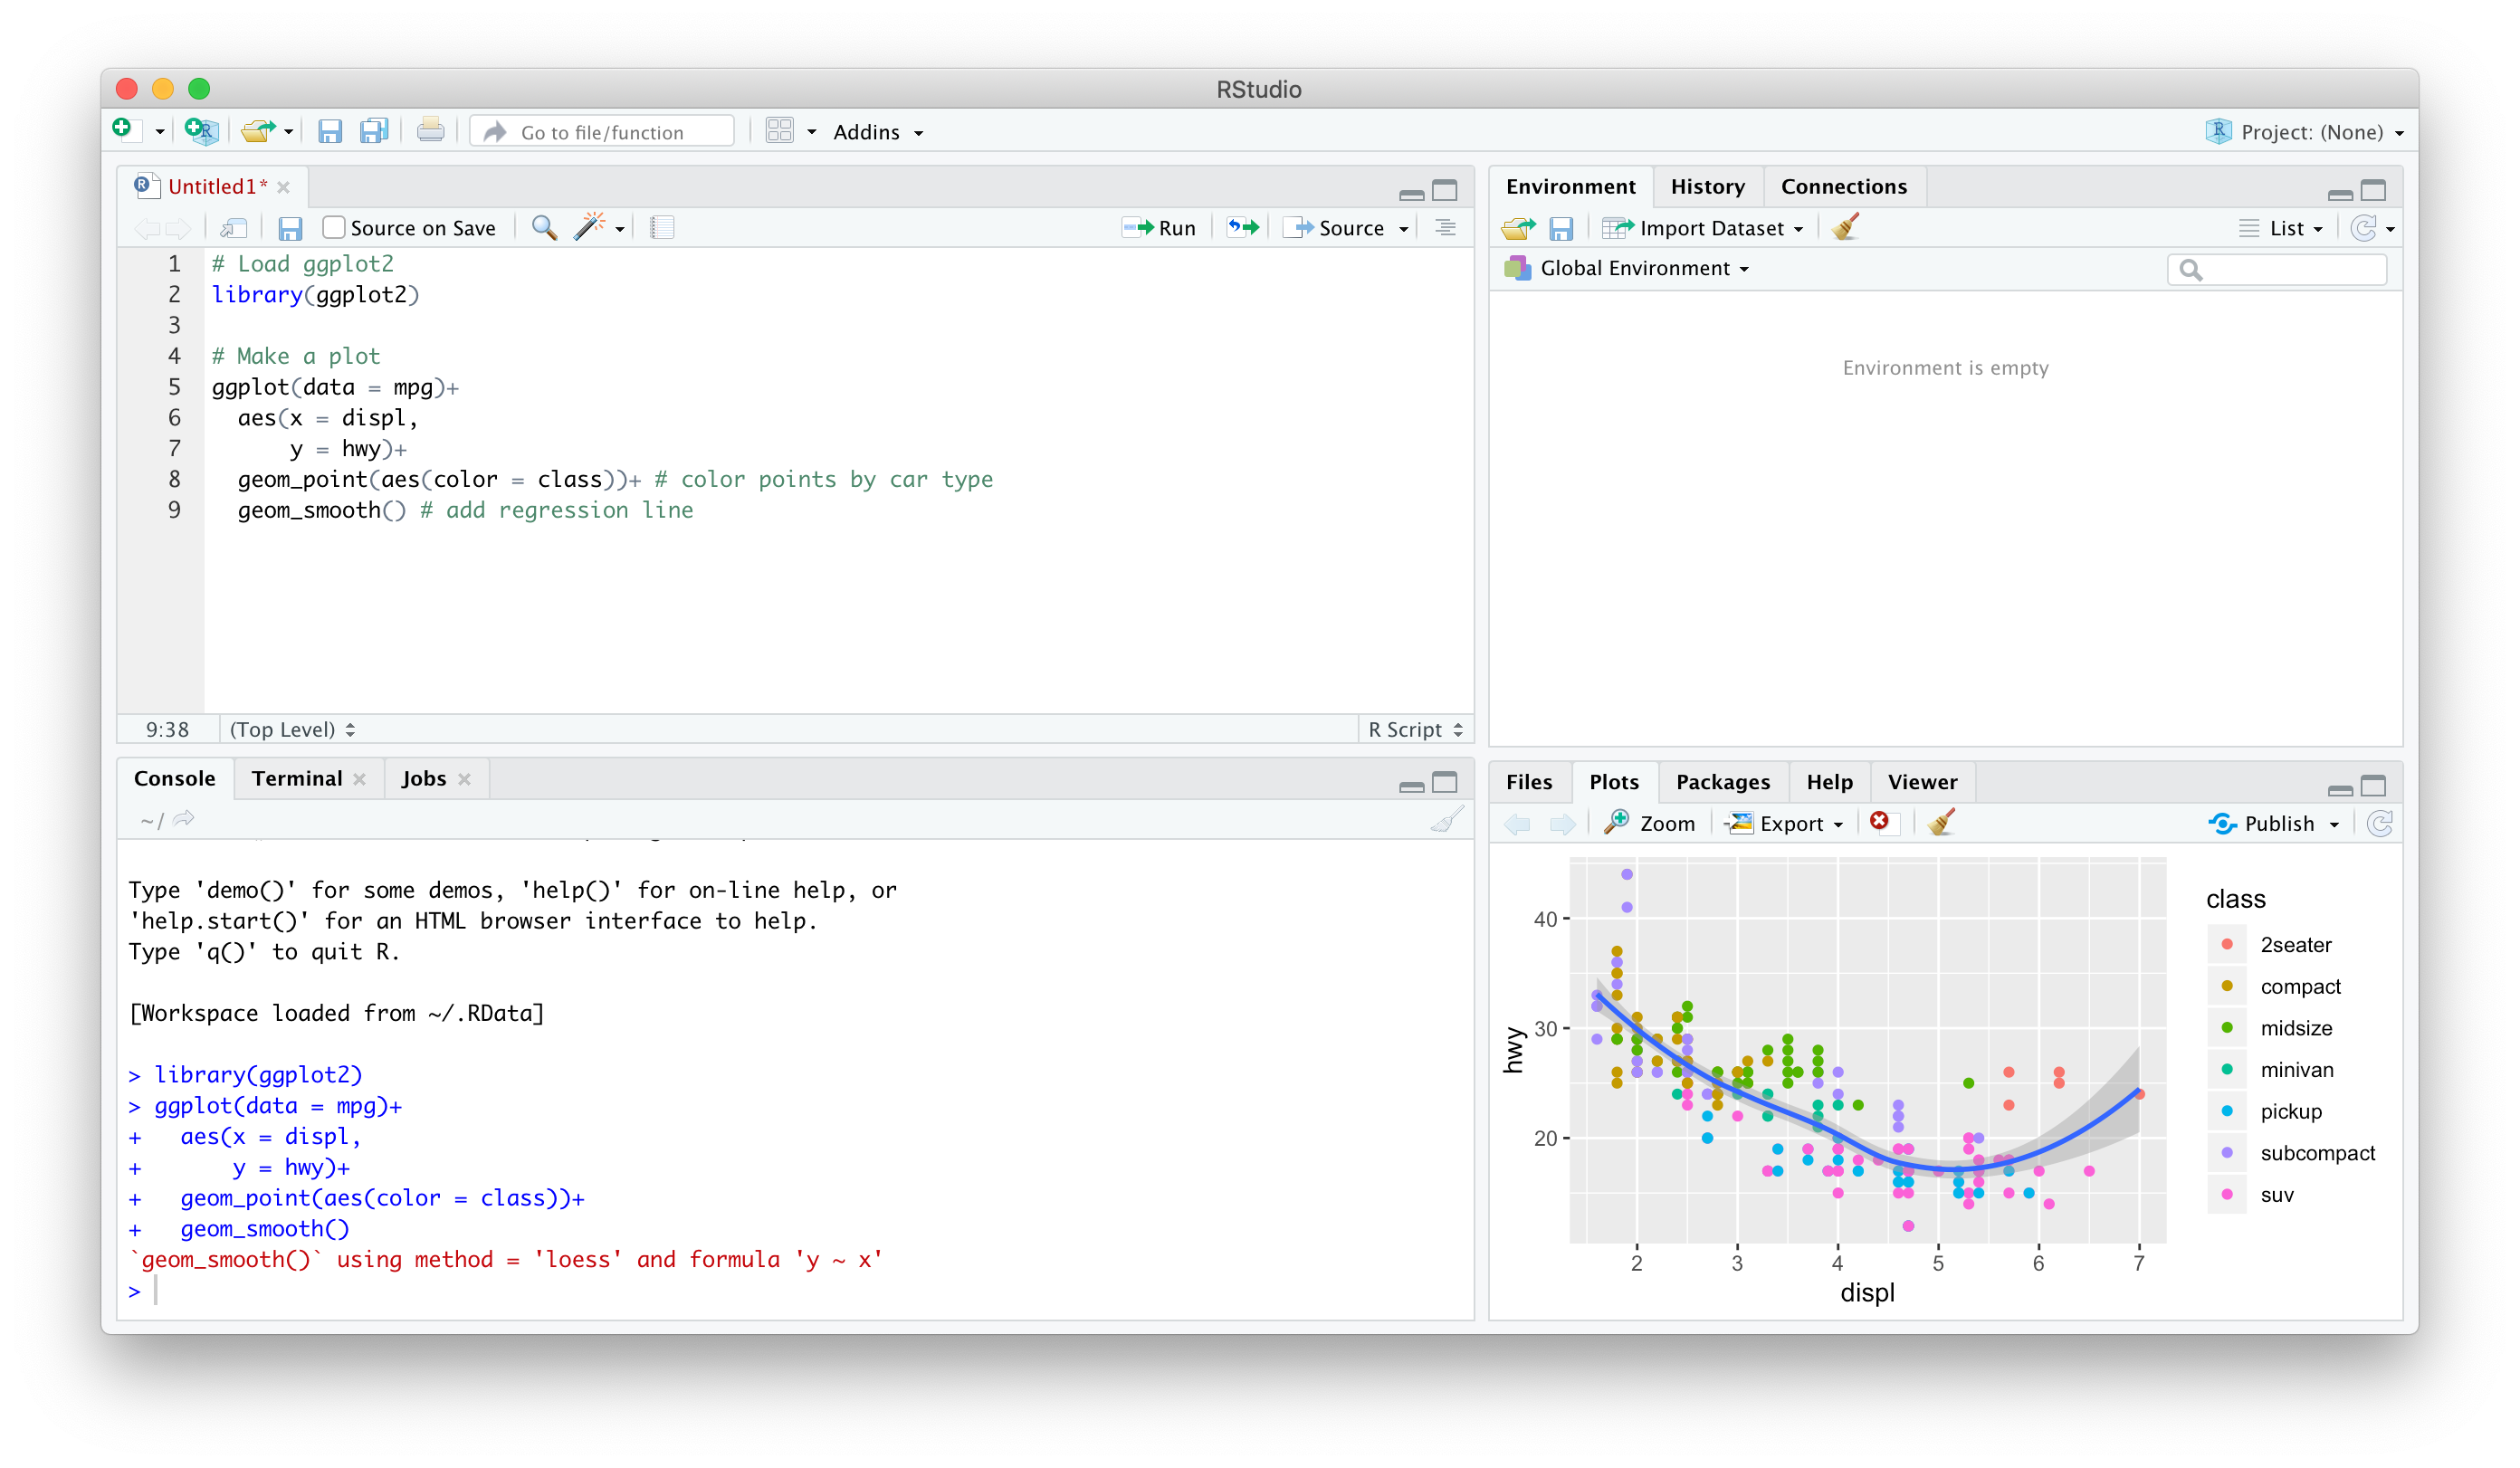 RStudio
Go to file/function
Addins
Project: (None)
Untitled1*
Source on Save
Run
Source
1 # Load ggplot2
2 library(ggplot2)
3
4 # Make a plot
5 ggplot(data = mpg)+
6 aes(x = displ,
7 y = hwy)+
8 geom_point(aes(color = class))+ # color points by car type
9 geom_smooth() # add regression line
9:38 (Top Level) R Script
Environment History Connections
Import Dataset
List
Global Environment
Environment is empty
Console Terminal Jobs
~/
Type 'demo()' for some demos, 'help()' for on-line help, or
'help.start()' for an HTML browser interface to help.
Type 'q()' to quit R.
[Workspace loaded from ~/.RData]
> library(ggplot2)
> ggplot(data = mpg)+
+ aes(x = displ,
+ y = hwy)+
+ geom_point(aes(color = class))+
+ geom_smooth()
`geom_smooth()` using method = 'loess' and formula 'y ~ x'
>
Files Plots Packages Help Viewer
Zoom Export Publish
hwy
40
30
20
2 3 4 5 6 7
displ
class
2seater
compact
midsize
minivan
pickup
subcompact
suv